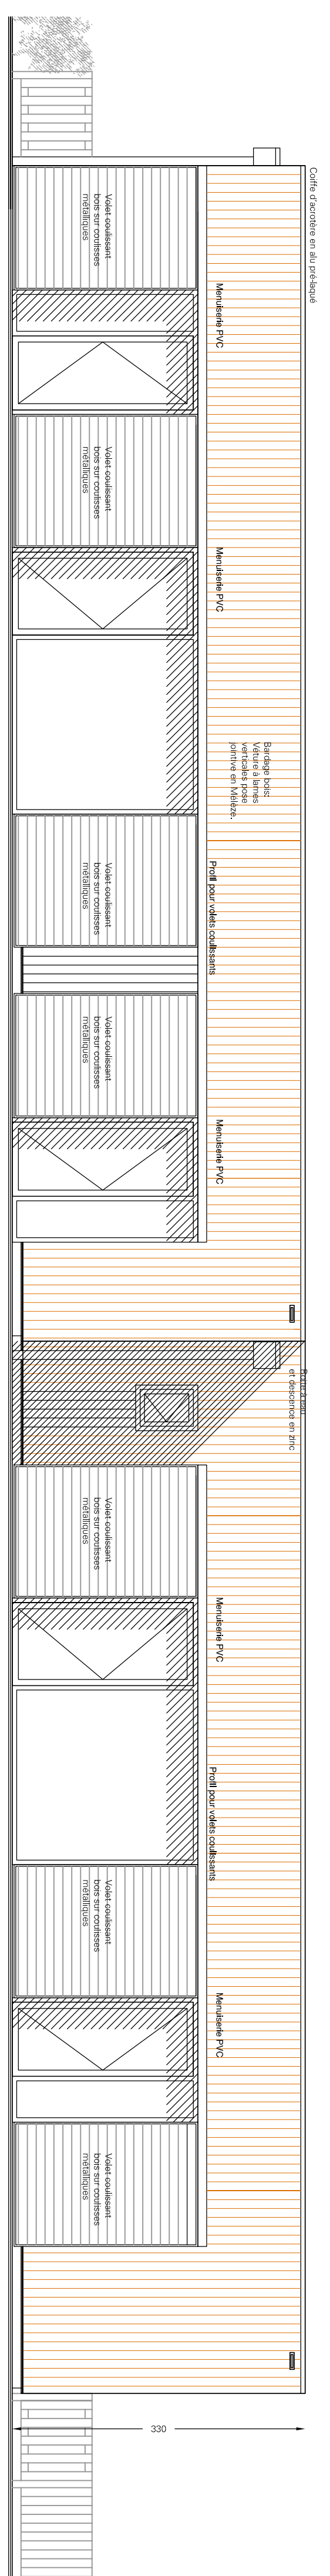 Coiffe d'acrotère en alu pré-laqué
Volet coulissant
bois sur coulisses
métalliques
Menuiserie PVC
Volet coulissant
bois sur coulisses
métalliques
Menuiserie PVC
Bardage bois:
Vêture à lames
verticales pose
jointive en Mélèze.
Profil pour volets coulissants
Volet coulissant
bois sur coulisses
métalliques
Volet coulissant
bois sur coulisses
métalliques
Menuiserie PVC
et descence en zinc
Volet coulissant
bois sur coulisses
métalliques
Menuiserie PVC
Profil pour volets coulissants
Volet coulissant
bois sur coulisses
métalliques
Menuiserie PVC
Volet coulissant
bois sur coulisses
métalliques
330